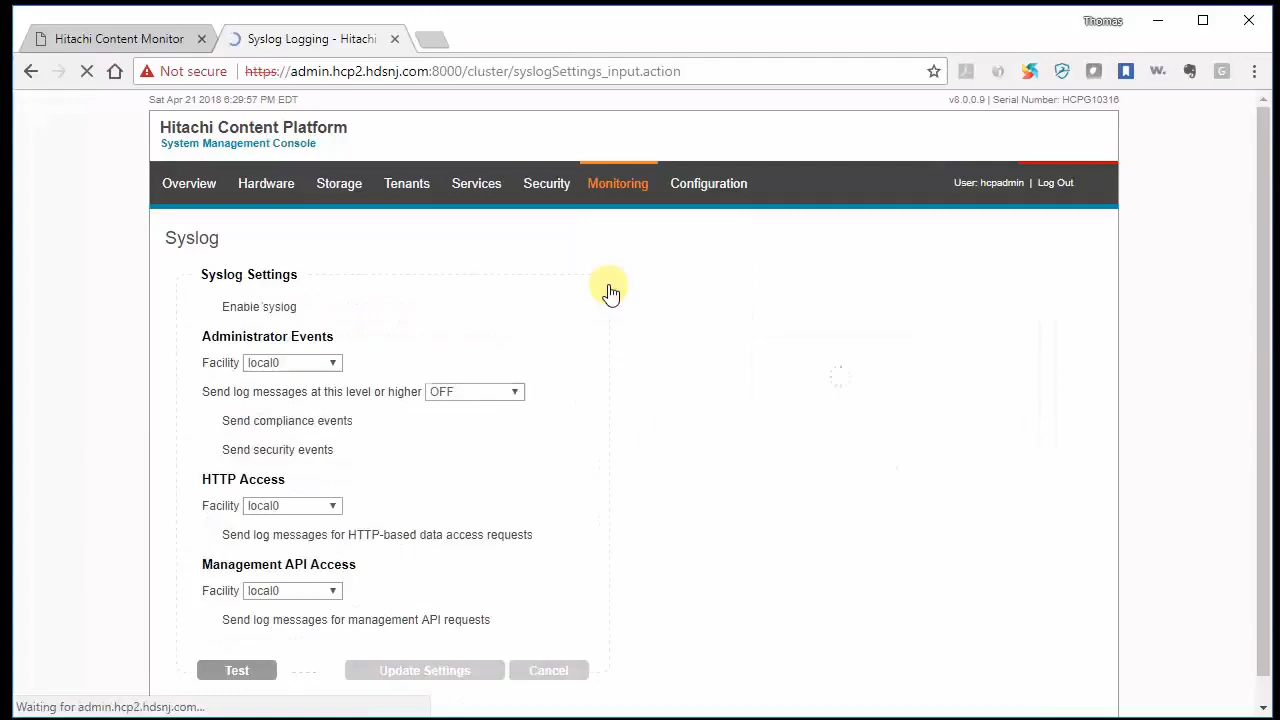 Thomas
Hitachi Content Monitor
Syslog Logging - Hitachi
Not secure https://admin.hcp2.hdsnj.com:8000/cluster/syslogSettings_input.action
Sat Apr 21 2018 6:29:57 PM EDT
v8.0.0.9 | Serial Number: HCPG10316
Hitachi Content Platform
System Management Console
Overview Hardware Storage Tenants Services Security Monitoring Configuration
User: hcpadmin | Log Out
Syslog
Syslog Settings
Enable syslog
Administrator Events
Facility local0
Send log messages at this level or higher OFF
Send compliance events
Send security events
HTTP Access
Facility local0
Send log messages for HTTP-based data access requests
Management API Access
Facility local0
Send log messages for management API requests
Test Update Settings Cancel
Waiting for admin.hcp2.hdsnj.com...